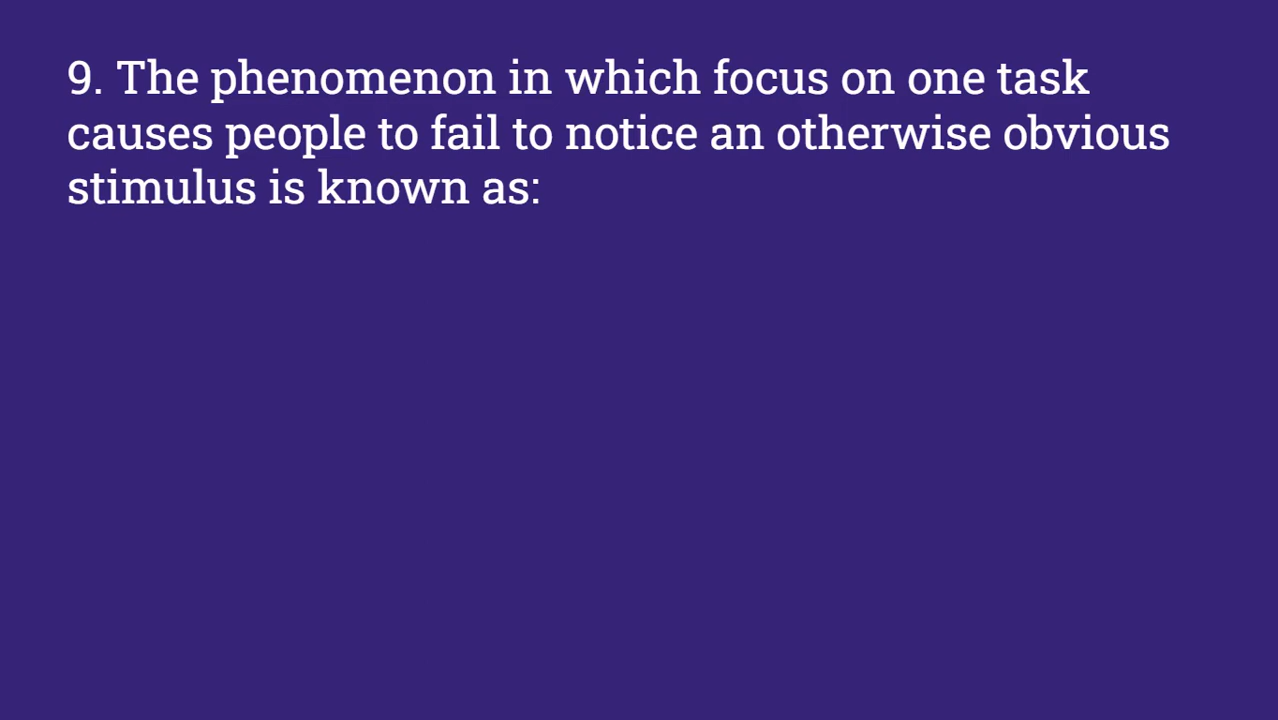 9. The phenomenon in which focus on one task
causes people to fail to notice an otherwise obvious
stimulus is known as: